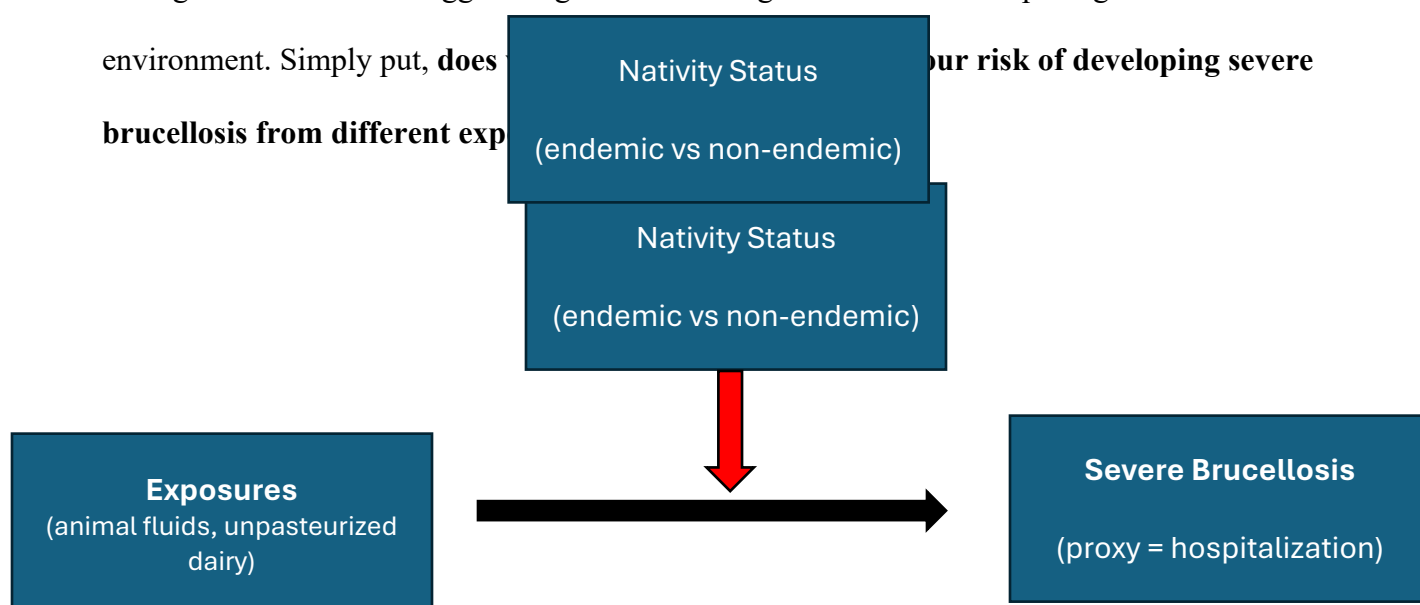 environment. Simply put, does our risk of developing severe
brucellosis from different exp
Nativity Status
(endemic vs non-endemic)
Nativity Status
(endemic vs non-endemic)
Exposures
(animal fluids, unpasteurized
dairy)
Severe Brucellosis
(proxy = hospitalization)